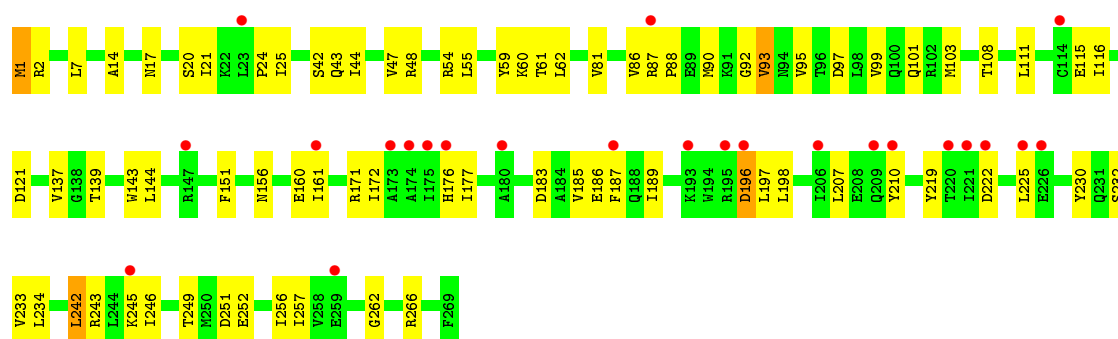 M1 R2 L7 A14 N17 S20 I21 K22 L23 P24 I25 S42 Q43 I44 V47 R48 R54 L55 Y59 K60 T61 L62 V81 V86 R87 P88 E89 M90 K91 G92 V93 N94 V95 T96 D97 L98 V99 Q100 Q101 R102 M103 T108 L111 C114 E115 I116
D121 V137 G138 T139 W143 L144 R147 F151 N156 E160 I161 R171 I172 A173 A174 I175 H176 I177 A180 D183 A184 V185 E186 F187 Q188 I189 K193 W194 R195 D196 L197 L198 I206 L207 E208 Q209 Y210 Y219 T220 I221 D222 L225 E226 Y230 Q231 S232
V233 L234 L242 R243 L244 K245 I246 T249 M250 D251 E252 I256 I257 V258 E259 G262 R266 F269